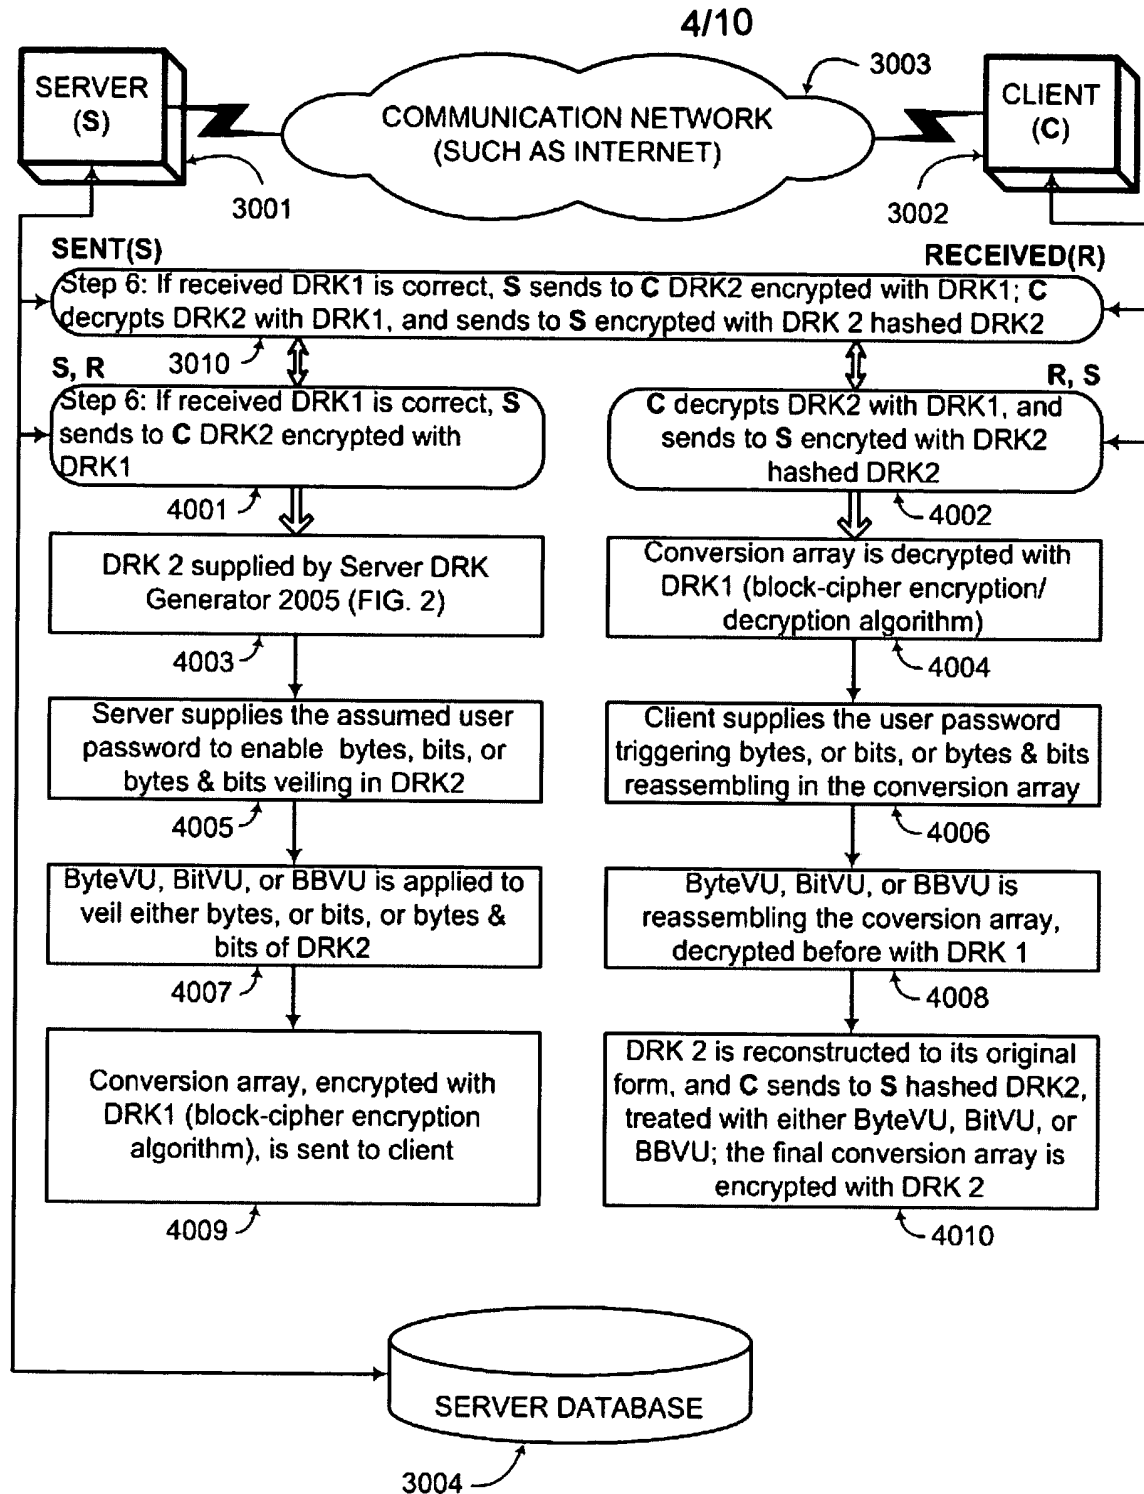 4/10
SERVER
(S)
COMMUNICATION NETWORK
(SUCH AS INTERNET)
CLIENT
(C)
3003
3001
3002
SENT(S)
RECEIVED(R)
Step 6: If received DRK1 is correct, S sends to C DRK2 encrypted with DRK1; C
decrypts DRK2 with DRK1, and sends to S encrypted with DRK 2 hashed DRK2
3010
S, R
R, S
Step 6: If received DRK1 is correct, S
sends to C DRK2 encrypted with
DRK1
4001
C decrypts DRK2 with DRK1, and
sends to S encryted with DRK2
hashed DRK2
4002
DRK 2 supplied by Server DRK
Generator 2005 (FIG. 2)
4003
Conversion array is decrypted with
DRK1 (block-cipher encryption/
decryption algorithm)
4004
Server supplies the assumed user
password to enable bytes, bits, or
bytes & bits veiling in DRK2
4005
Client supplies the user password
triggering bytes, or bits, or bytes & bits
reassembling in the conversion array
4006
ByteVU, BitVU, or BBVU is applied to
veil either bytes, or bits, or bytes &
bits of DRK2
4007
ByteVU, BitVU, or BBVU is
reassembling the coversion array,
decrypted before with DRK 1
4008
Conversion array, encrypted with
DRK1 (block-cipher encryption
algorithm), is sent to client
4009
DRK 2 is reconstructed to its original
form, and C sends to S hashed DRK2,
treated with either ByteVU, BitVU, or
BBVU; the final conversion array is
encrypted with DRK 2
4010
SERVER DATABASE
3004